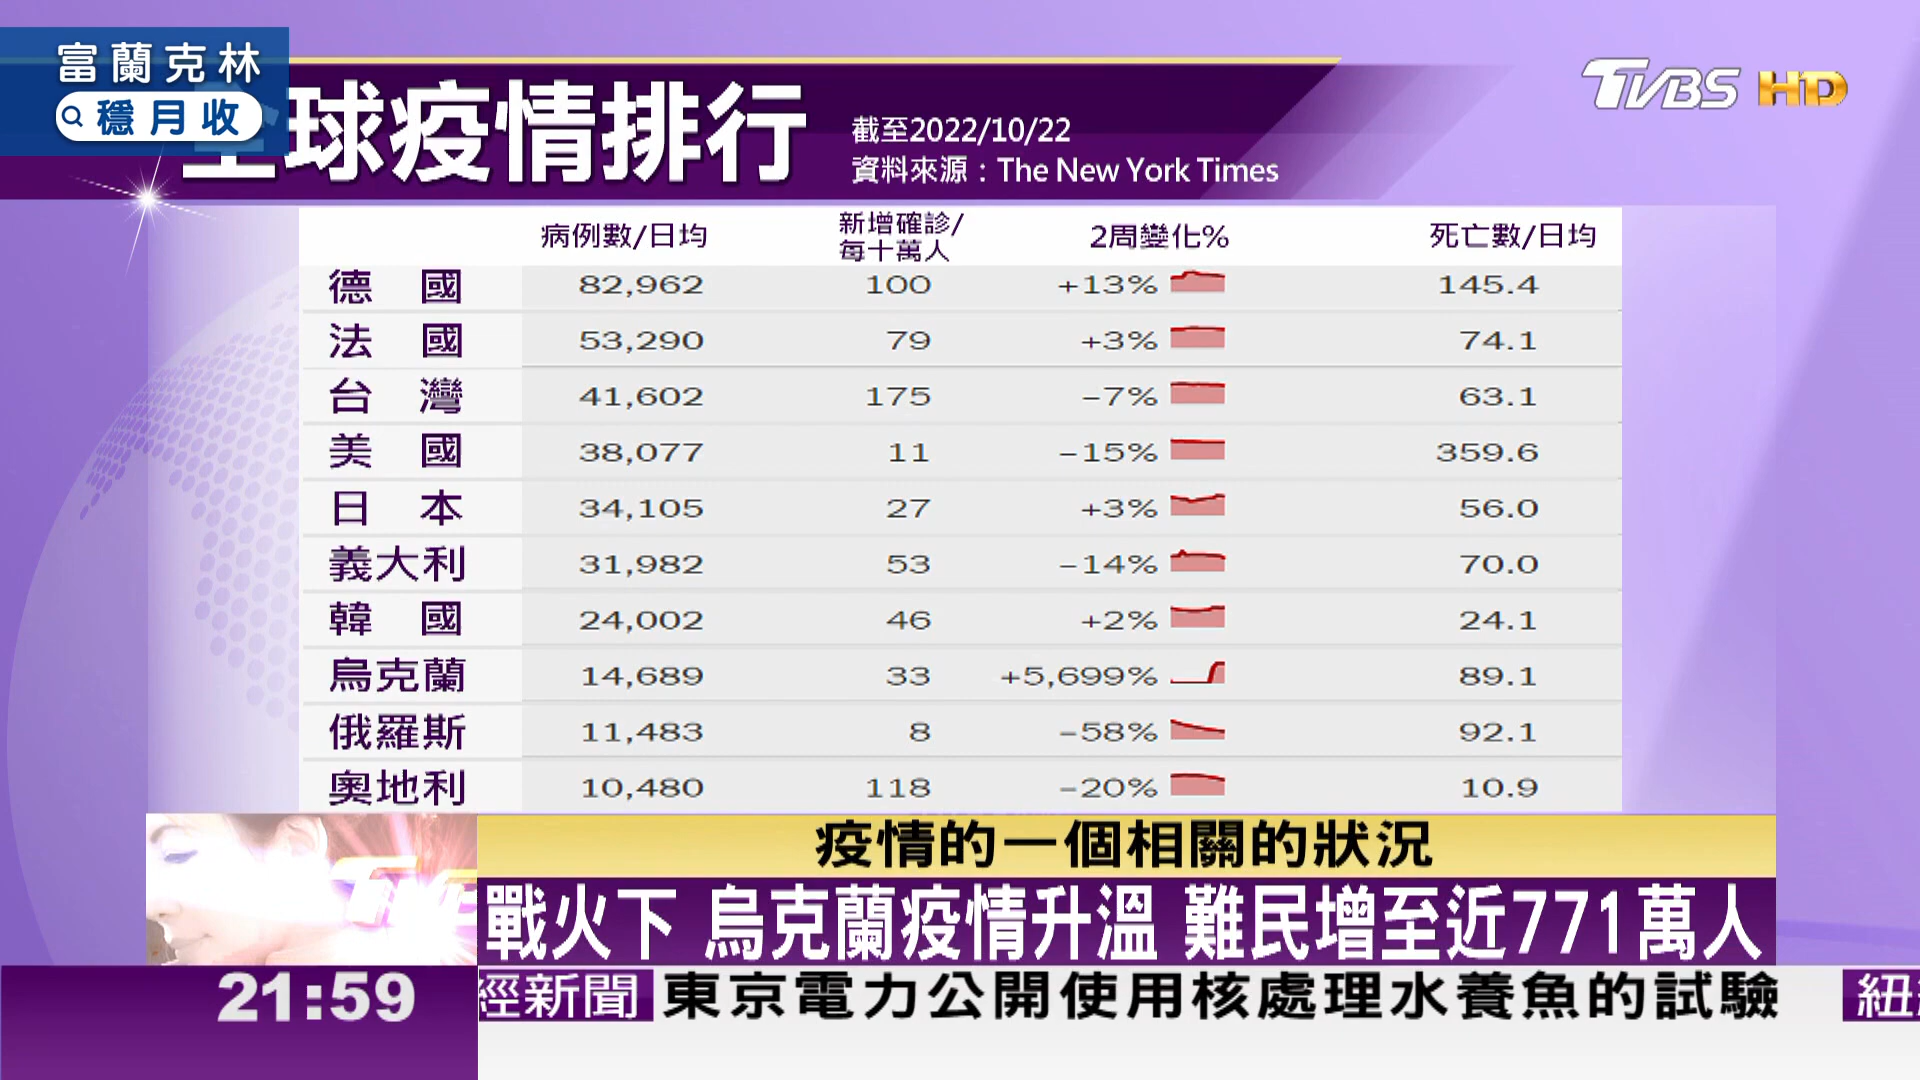 富蘭克林
穩月收
全球疫情排行
截至2022/10/22
資料來源：The New York Times
TVBS HD
病例數/日均 新增確診/每十萬人 2周變化% 死亡數/日均
德國 82,962 100 +13% 145.4
法國 53,290 79 +3% 74.1
台灣 41,602 175 -7% 63.1
美國 38,077 11 -15% 359.6
日本 34,105 27 +3% 56.0
義大利 31,982 53 -14% 70.0
韓國 24,002 46 +2% 24.1
烏克蘭 14,689 33 +5,699% 89.1
俄羅斯 11,483 8 -58% 92.1
奧地利 10,480 118 -20% 10.9
疫情的一個相關的狀況
戰火下 烏克蘭疫情升溫 難民增至近771萬人
21:59
經新聞 東京電力公開使用核處理水養魚的試驗 紐